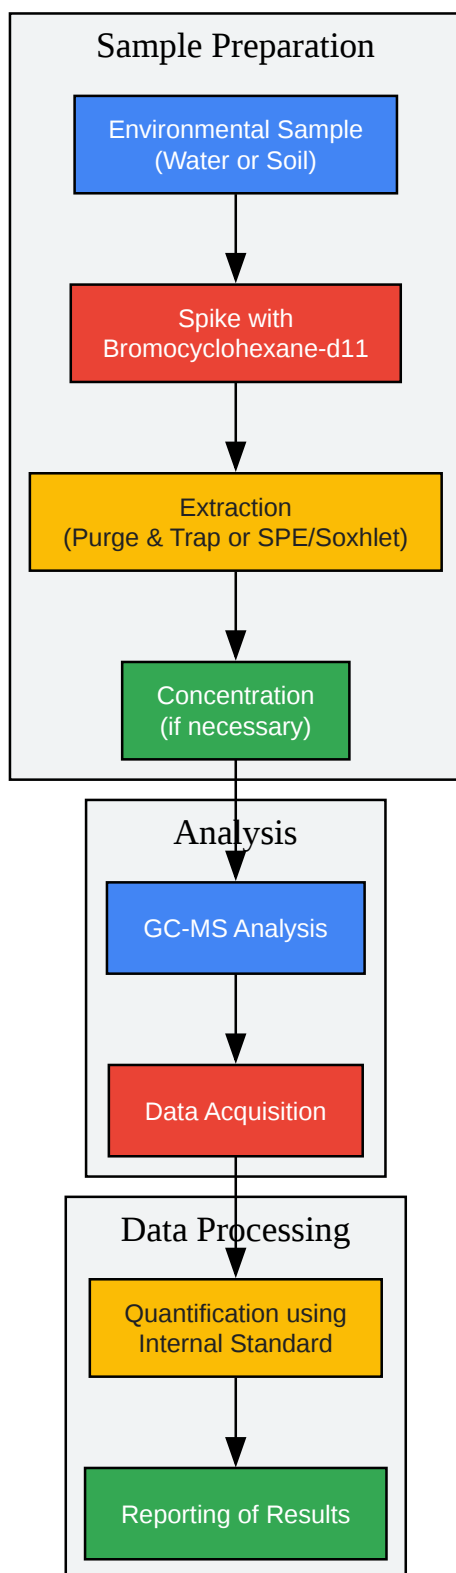 Sample Preparation
Environmental Sample
(Water or Soil)
Spike with
Bromocyclohexane-d11
Extraction
(Purge & Trap or SPE/Soxhlet)
Concentration
(if necessary)
Analysis
GC-MS Analysis
Data Acquisition
Data Processing
Quantification using
Internal Standard
Reporting of Results